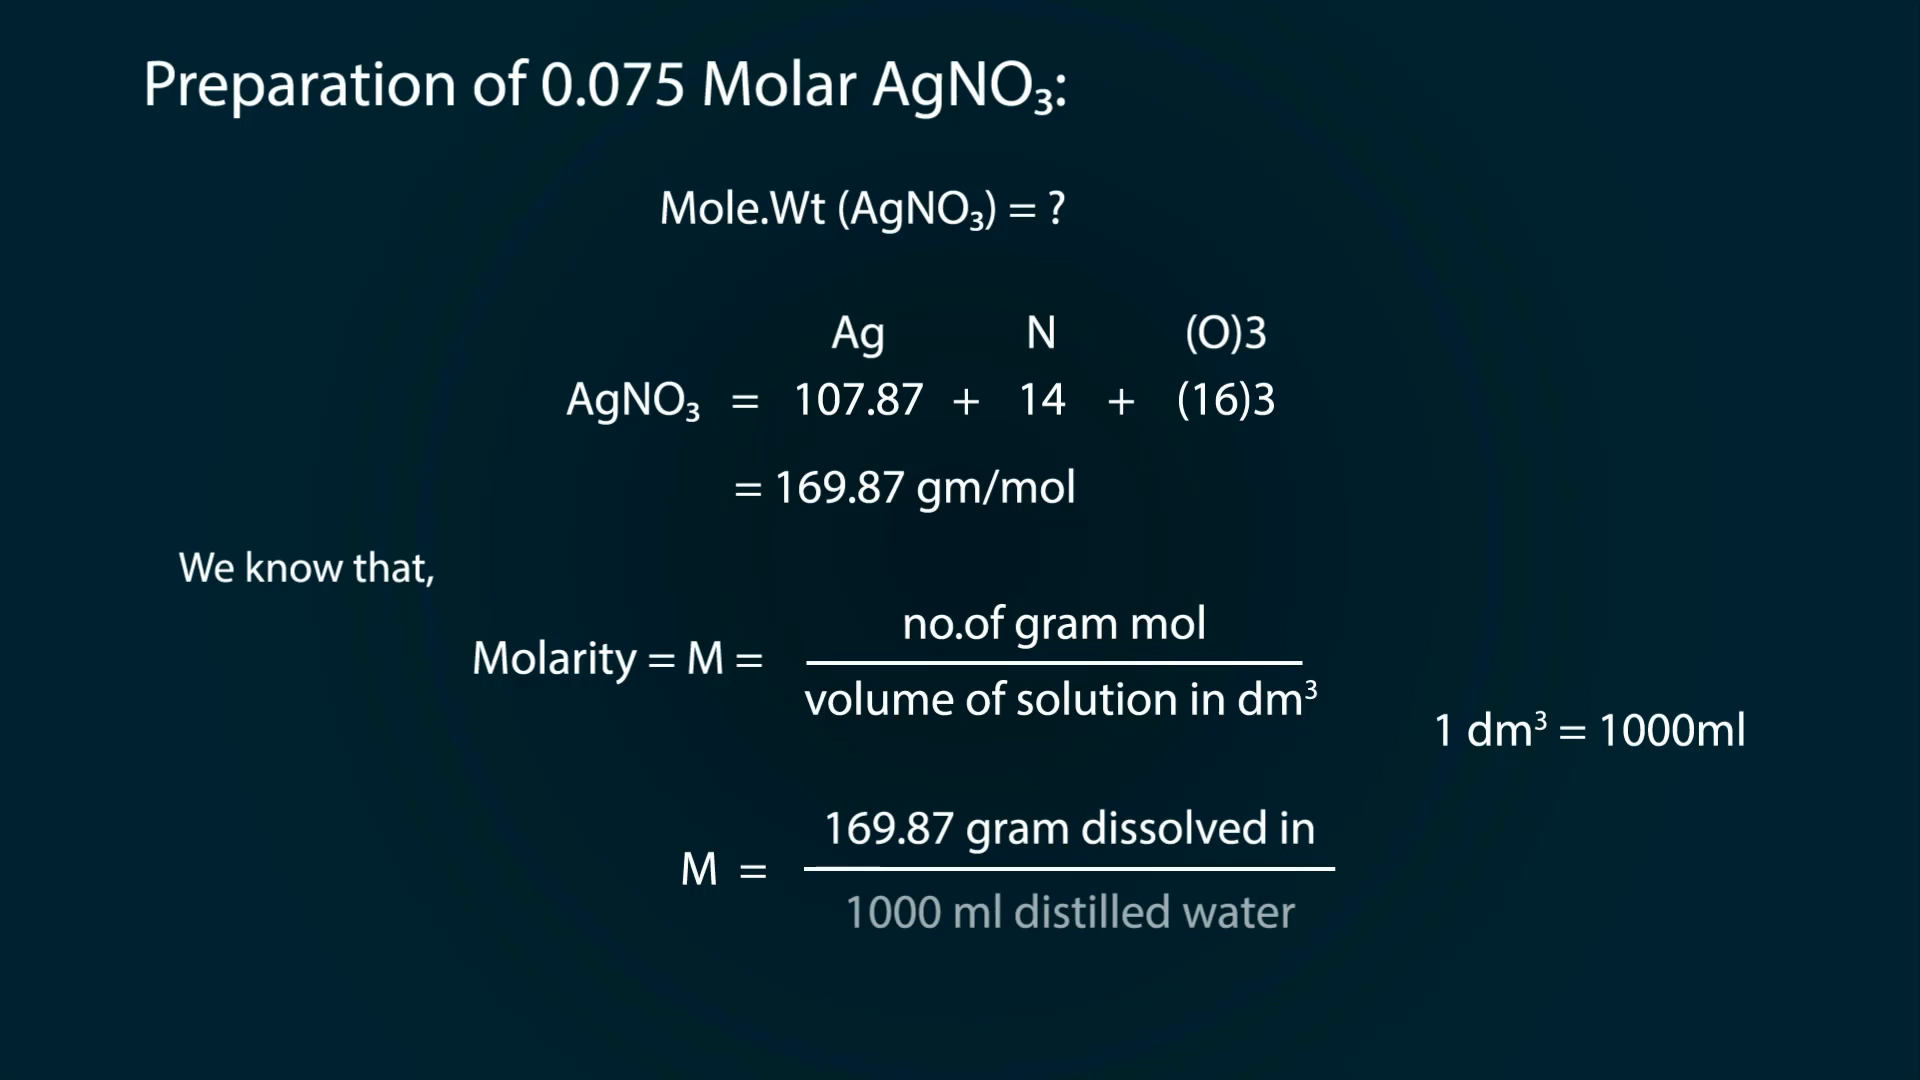 Preparation of 0.075 Molar AgNO₃:
Mole.Wt (AgNO₃) = ?
Ag N (O)3
AgNO₃ = 107.87 + 14 + (16)3
= 169.87 gm/mol
We know that,
no.of gram mol
Molarity = M =
volume of solution in dm³
1 dm³ = 1000ml
169.87 gram dissolved in
M =
1000 ml distilled water